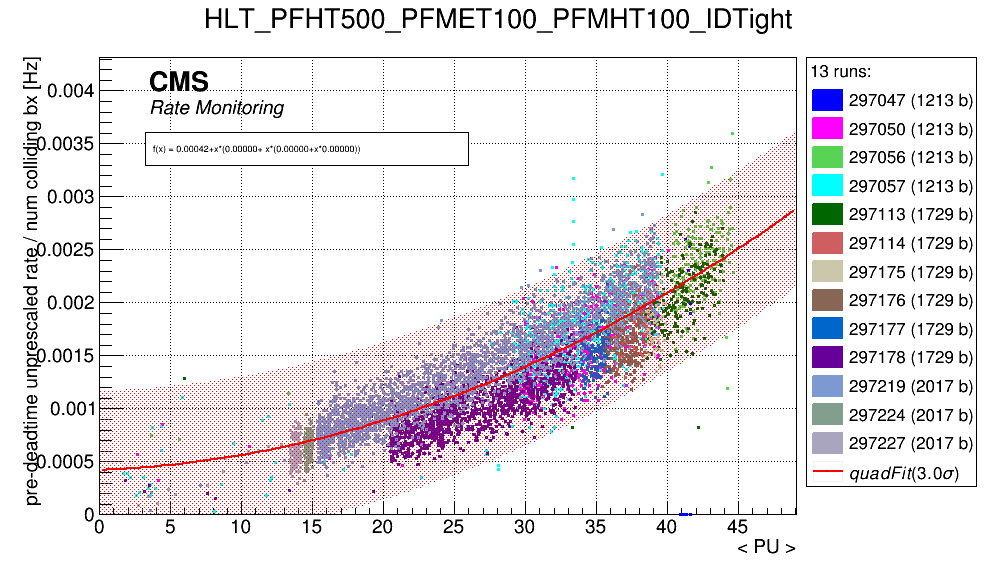 HLT_PFHT500_PFMET100_PFMHT100_IDTight
pre-deadtime unprescaled rate / num colliding bx [Hz]
CMS
Rate Monitoring
f(x) = 0.00042+x*(0.00000+ x*(0.00000+x*0.00000))
0.004
0.0035
0.003
0.0025
0.002
0.0015
0.001
0.0005
0
0 5 10 15 20 25 30 35 40 45
< PU >
13 runs:
297047 (1213 b)
297050 (1213 b)
297056 (1213 b)
297057 (1213 b)
297113 (1729 b)
297114 (1729 b)
297175 (1729 b)
297176 (1729 b)
297177 (1729 b)
297178 (1729 b)
297219 (2017 b)
297224 (2017 b)
297227 (2017 b)
quadFit(3.0σ)